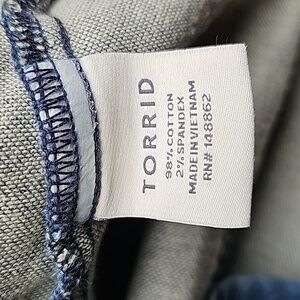 TORRID
98% COTTON
2% SPANDEX
MADE IN VIETNAM
RN# 148862